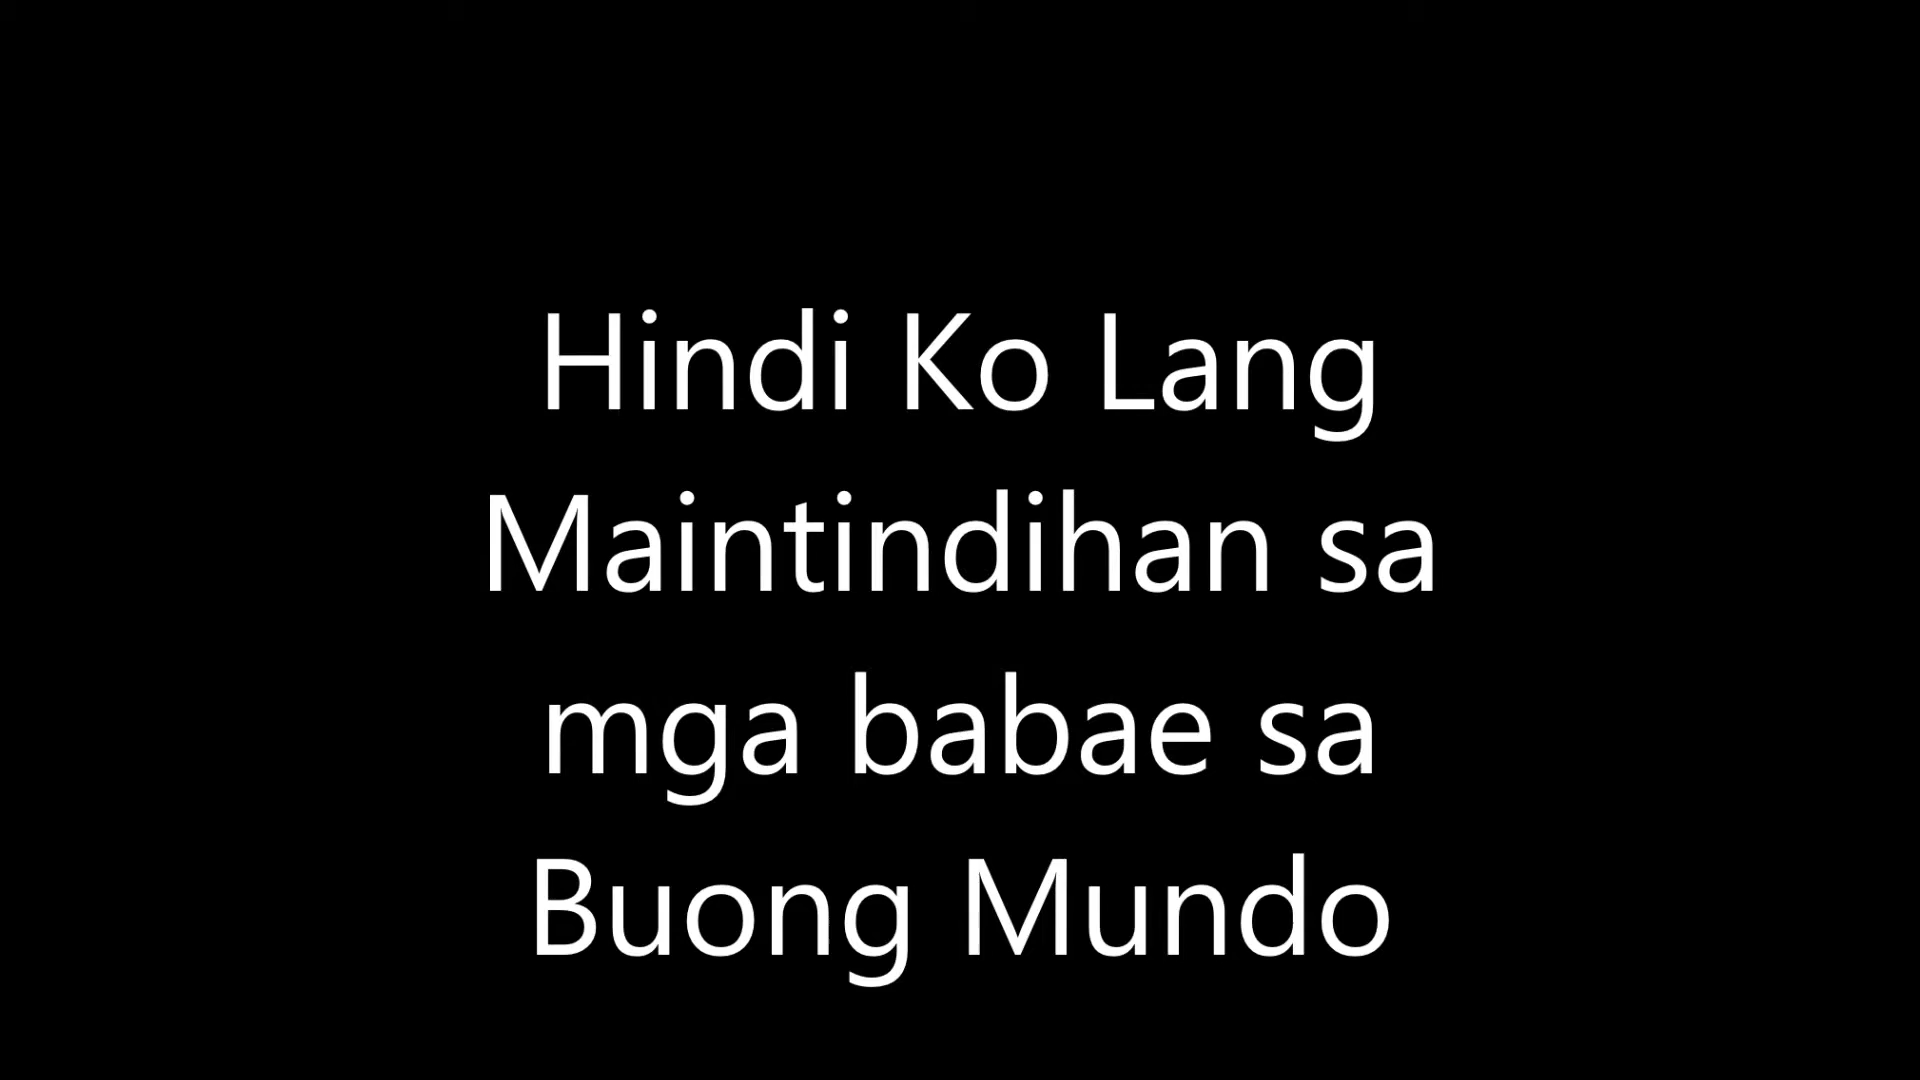 Hindi Ko Lang
Maintindihan sa
mga babae sa
Buong Mundo